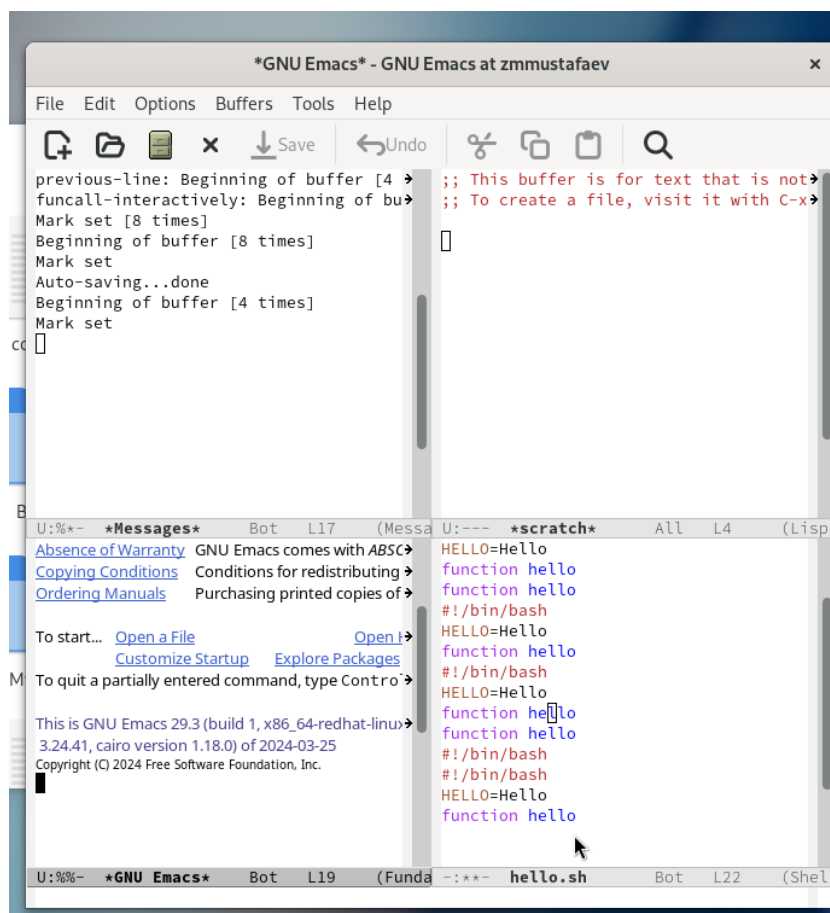 *GNU Emacs* - GNU Emacs at zmmustafaev
File Edit Options Buffers Tools Help
Save Undo
previous-line: Beginning of buffer [4
funcall-interactively: Beginning of bu
Mark set [8 times]
Beginning of buffer [8 times]
Mark set
Auto-saving...done
Beginning of buffer [4 times]
Mark set
U:%*- *Messages* Bot L17 (Messa
;; This buffer is for text that is not
;; To create a file, visit it with C-x
U:--- *scratch* All L4 (Lisp
Absence of Warranty GNU Emacs comes with ABSC
Copying Conditions Conditions for redistributing
Ordering Manuals Purchasing printed copies of
To start... Open a File Open H
Customize Startup Explore Packages
To quit a partially entered command, type Contro
This is GNU Emacs 29.3 (build 1, x86_64-redhat-linux
3.24.41, cairo version 1.18.0) of 2024-03-25
Copyright (C) 2024 Free Software Foundation, Inc.
U:%%- *GNU Emacs* Bot L19 (Funda
HELLO=Hello
function hello
function hello
#!/bin/bash
HELLO=Hello
function hello
#!/bin/bash
HELLO=Hello
function hello
function hello
#!/bin/bash
#!/bin/bash
HELLO=Hello
function hello
-:**- hello.sh Bot L22 (Shel